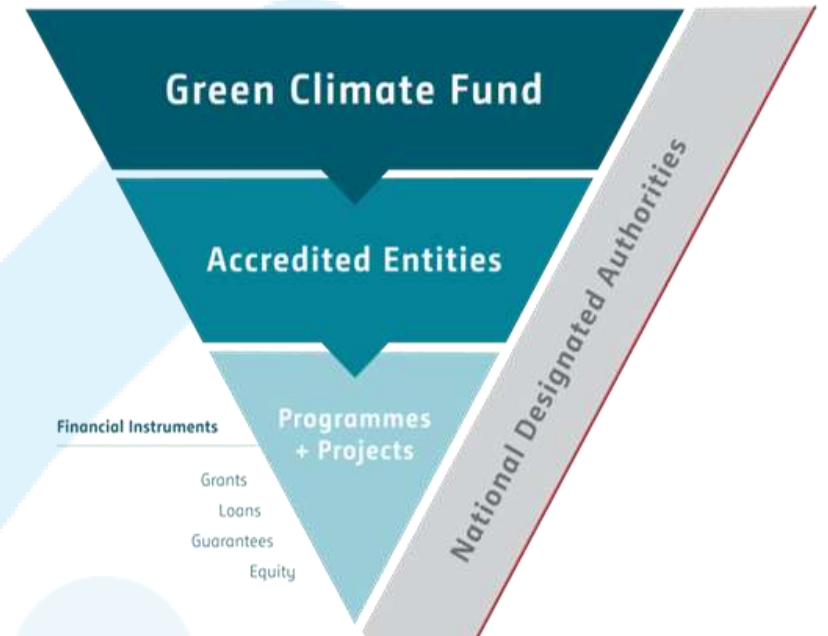 Green Climate Fund
Accredited Entities
Programmes
+ Projects
Financial Instruments
Grants
Loans
Guarantees
Equity
National Designated Authorities